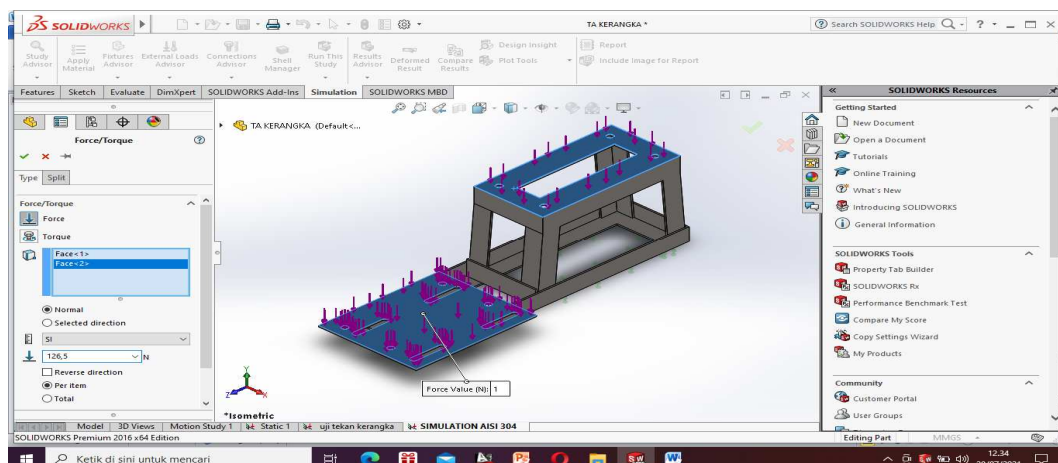 SOLIDWORKS
TA KERANGKA *
Search SOLIDWORKS Help
Study Advisor
Apply Material
Fixtures Advisor
External Loads Advisor
Connections Advisor
Shell Manager
Run This Study
Results Advisor
Deformed Result
Compare Results
Design Insight
Plot Tools
Report
Include Image for Report
Features Sketch Evaluate DimXpert SOLIDWORKS Add-Ins Simulation SOLIDWORKS MBD
TA KERANGKA (Default<...
Force/Torque
Type Split
Force/Torque
Force
Torque
Face<1>
Face<2>
Normal
Selected direction
SI
126,5 N
Reverse direction
Per item
Total
Force Value (N): 1
Y
Z
X
*Isometric
SOLIDWORKS Resources
Getting Started
New Document
Open a Document
Tutorials
Online Training
What's New
Introducing SOLIDWORKS
General Information
SOLIDWORKS Tools
Property Tab Builder
SOLIDWORKS Rx
Performance Benchmark Test
Compare My Score
Copy Settings Wizard
My Products
Community
Customer Portal
User Groups
Model 3D Views Motion Study 1 Static 1 uji tekan kerangka SIMULATION AISI 304
SOLIDWORKS Premium 2016 x64 Edition
Editing Part MMGS
Ketik di sini untuk mencari
12.34